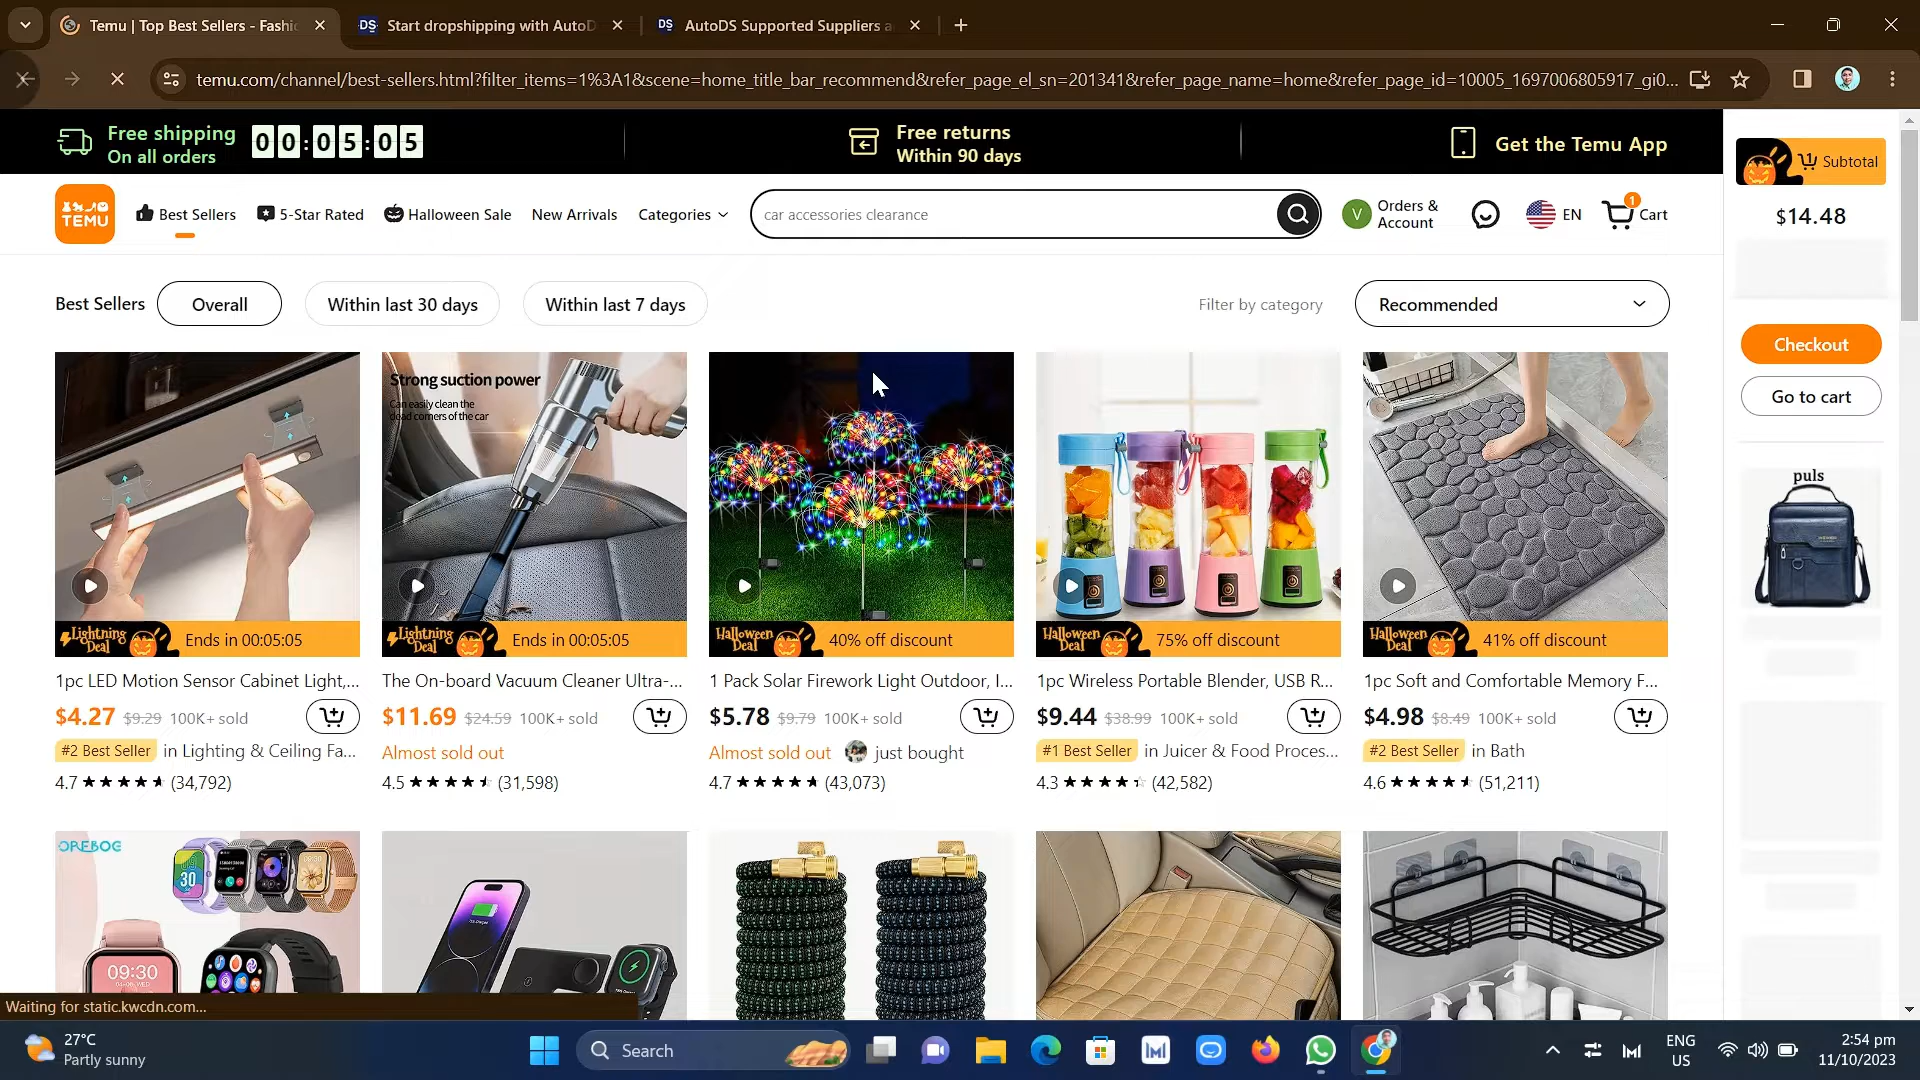 Temu | Top Best Sellers - Fashi
Start dropshipping with AutoD
AutoDS Supported Suppliers a
temu.com/channel/best-sellers.html?filter_items=1%3A1&scene=home_title_bar_recommend&refer_page_el_sn=201341&refer_page_name=home&refer_page_id=10005_1697006805917_gi0...
Free shipping
On all orders
00:05:05
Free returns
Within 90 days
Get the Temu App
TEMU
Best Sellers
5-Star Rated
Halloween Sale
New Arrivals
Categories
car accessories clearance
V
Orders &
Account
EN
1
Cart
Subtotal
$14.48
Checkout
Go to cart
puls
Best Sellers
Overall
Within last 30 days
Within last 7 days
Filter by category
Recommended
Strong suction power
Can easily clean the
dead corners of the car
Lightning Deal Ends in 00:05:05
Lightning Deal Ends in 00:05:05
Halloween Deal 40% off discount
Halloween Deal 75% off discount
Halloween Deal 41% off discount
1pc LED Motion Sensor Cabinet Light,...
$4.27 $9.29 100K+ sold
#2 Best Seller in Lighting & Ceiling Fa...
4.7 (34,792)
The On-board Vacuum Cleaner Ultra-...
$11.69 $24.59 100K+ sold
Almost sold out
4.5 (31,598)
1 Pack Solar Firework Light Outdoor, I...
$5.78 $9.79 100K+ sold
Almost sold out just bought
4.7 (43,073)
1pc Wireless Portable Blender, USB R...
$9.44 $38.99 100K+ sold
#1 Best Seller in Juicer & Food Proces...
4.3 (42,582)
1pc Soft and Comfortable Memory F...
$4.98 $8.49 100K+ sold
#2 Best Seller in Bath
4.6 (51,211)
30
09:30
Waiting for static.kwcdn.com...
27°C
Partly sunny
Search
ENG
US
2:54 pm
11/10/2023